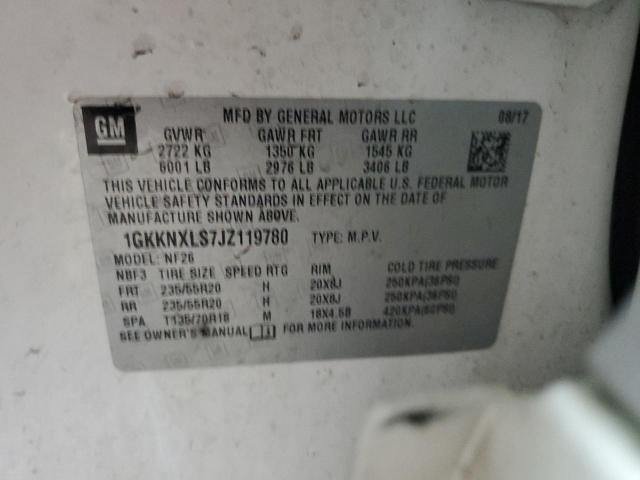 GM
MFD BY GENERAL MOTORS LLC 08/17
GVWR GAWR FRT GAWR RR
2722 KG 1350 KG 1545 KG
6001 LB 2976 LB 3406 LB
THIS VEHICLE CONFORMS TO ALL APPLICABLE U.S. FEDERAL MOTOR
VEHICLE SAFETY STANDARDS IN EFFECT ON THE DATE OF
MANUFACTURE SHOWN ABOVE.
1GKKNXLS7JZ119780 TYPE: M.P.V.
MODEL: NF26
NBF3 TIRE SIZE SPEED RTG RIM COLD TIRE PRESSURE
FRT 235/55R20 H 20X8J 250KPA(36PSI)
RR 235/55R20 H 20X8J 250KPA(36PSI)
SPA T135/70R18 M 18X4.5B 420KPA(60PSI)
SEE OWNER'S MANUAL FOR MORE INFORMATION